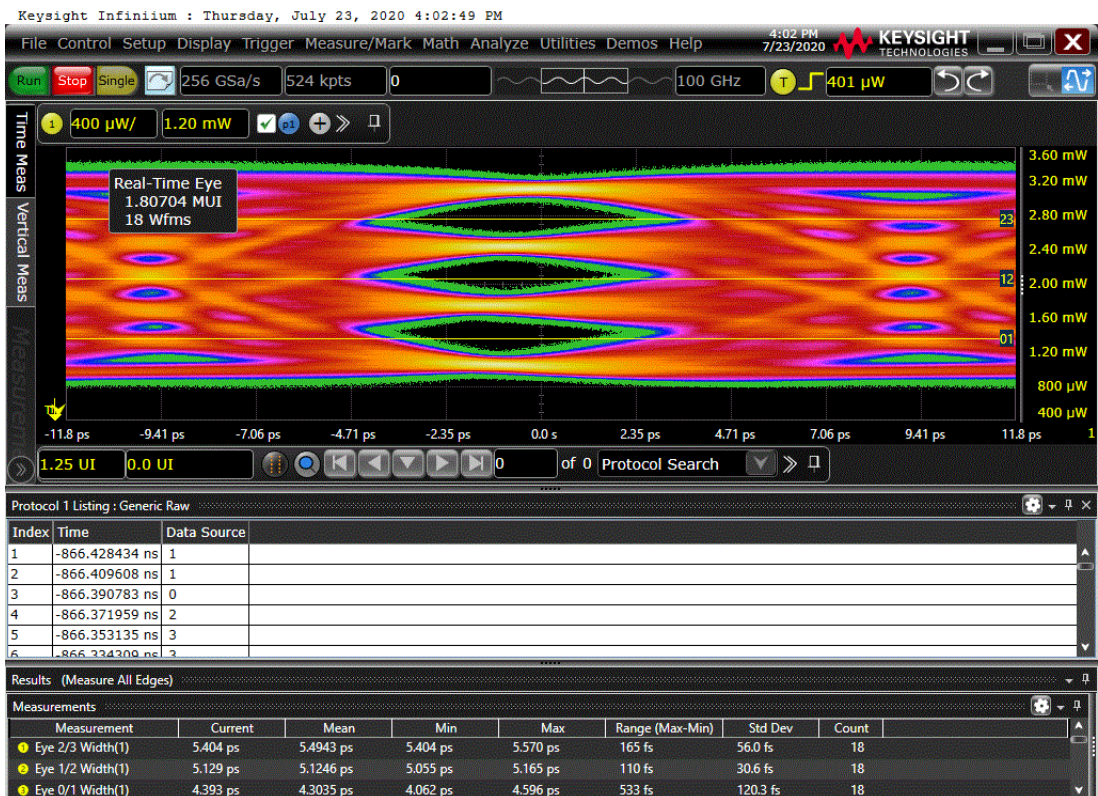 Keysight Infiniium : Thursday, July 23, 2020 4:02:49 PM
File Control Setup Display Trigger Measure/Mark Math Analyze Utilities Demos Help 4:02 PM 7/23/2020 KEYSIGHT TECHNOLOGIES X
Run Stop Single 256 GSa/s 524 kpts 0 100 GHz T 401 µW
Time Meas
Vertical Meas
Measurement
1 400 µW/ 1.20 mW p1
Real-Time Eye
1.80704 MUI
18 Wfms
3.60 mW
3.20 mW
23 2.80 mW
2.40 mW
12 2.00 mW
1.60 mW
01 1.20 mW
800 µW
400 µW
-11.8 ps -9.41 ps -7.06 ps -4.71 ps -2.35 ps 0.0 s 2.35 ps 4.71 ps 7.06 ps 9.41 ps 11.8 ps 1
1.25 UI 0.0 UI 0 of 0 Protocol Search
Protocol 1 Listing : Generic Raw
Index Time Data Source
1 -866.428434 ns 1
2 -866.409608 ns 1
3 -866.390783 ns 0
4 -866.371959 ns 2
5 -866.353135 ns 3
6 -866.334309 ns 3
Results (Measure All Edges)
Measurements
Measurement Current Mean Min Max Range (Max-Min) Std Dev Count
1 Eye 2/3 Width(1) 5.404 ps 5.4943 ps 5.404 ps 5.570 ps 165 fs 56.0 fs 18
2 Eye 1/2 Width(1) 5.129 ps 5.1246 ps 5.055 ps 5.165 ps 110 fs 30.6 fs 18
3 Eye 0/1 Width(1) 4.393 ps 4.3035 ps 4.062 ps 4.596 ps 533 fs 120.3 fs 18